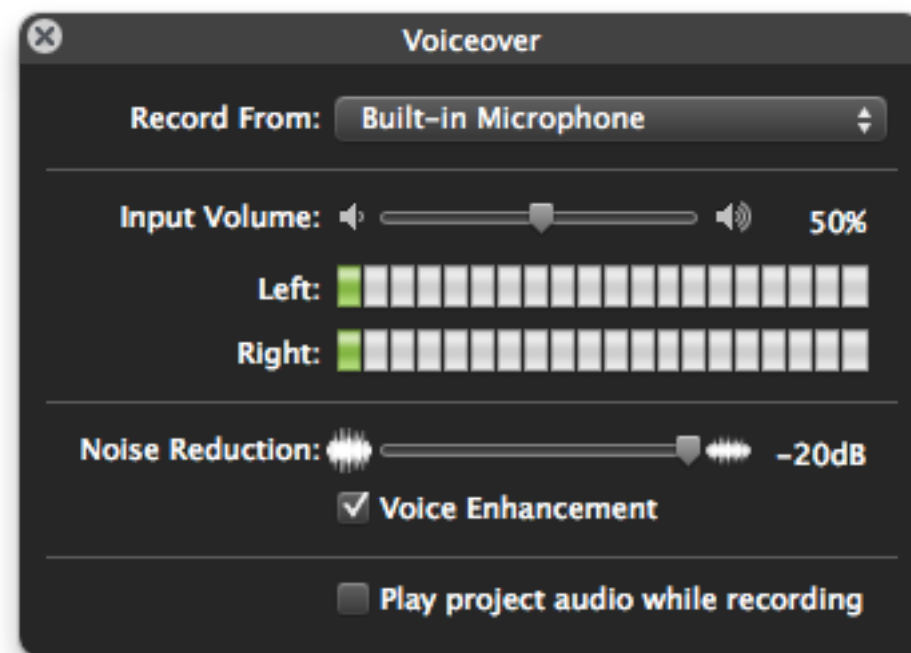 Voiceover
Record From: Built-in Microphone
Input Volume: 50%
Left:
Right:
Noise Reduction: -20dB
Voice Enhancement
Play project audio while recording